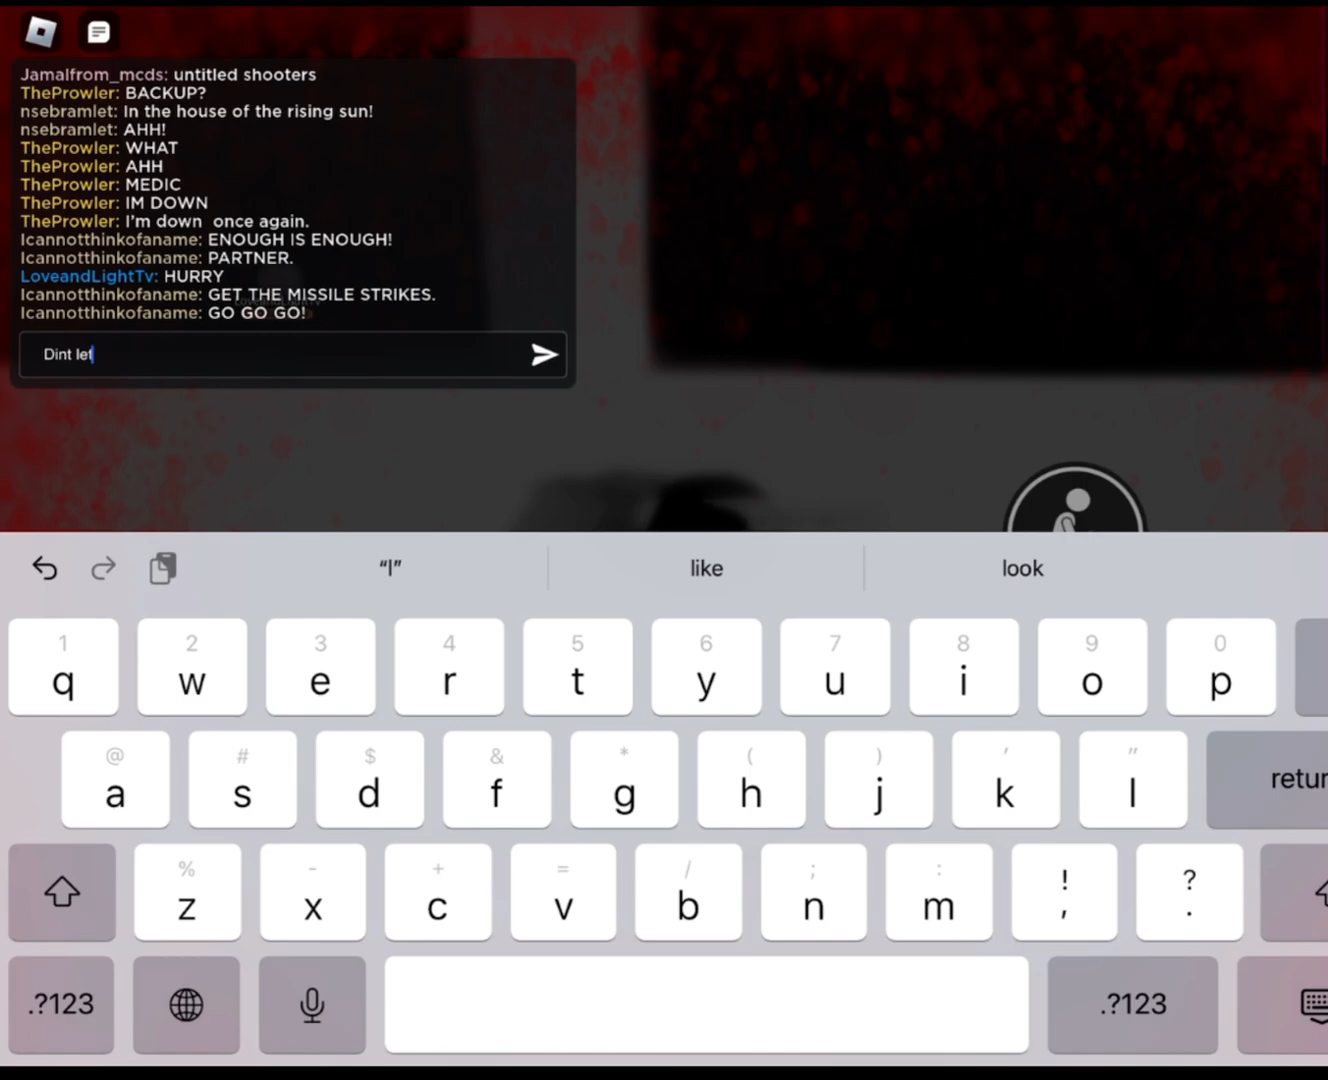 Jamalfrom_mcds: untitled shooters
TheProwler: BACKUP?
nsebramlet: In the house of the rising sun!
nsebramlet: AHH!
TheProwler: WHAT
TheProwler: AHH
TheProwler: MEDIC
TheProwler: IM DOWN
TheProwler: I'm down  once again.
Icannotthinkofaname: ENOUGH IS ENOUGH!
Icannotthinkofaname: PARTNER.
LoveandLightTv: HURRY
Icannotthinkofaname: GET THE MISSILE STRIKES.
Icannotthinkofaname: GO GO GO!
Dint let
“l” like look
1 2 3 4 5 6 7 8 9 0
q w e r t y u i o p
@ # $ & * ( ) ' "
a s d f g h j k l retur
% - + = / ; : ! ?
z x c v b n m , .
.?123 .?123